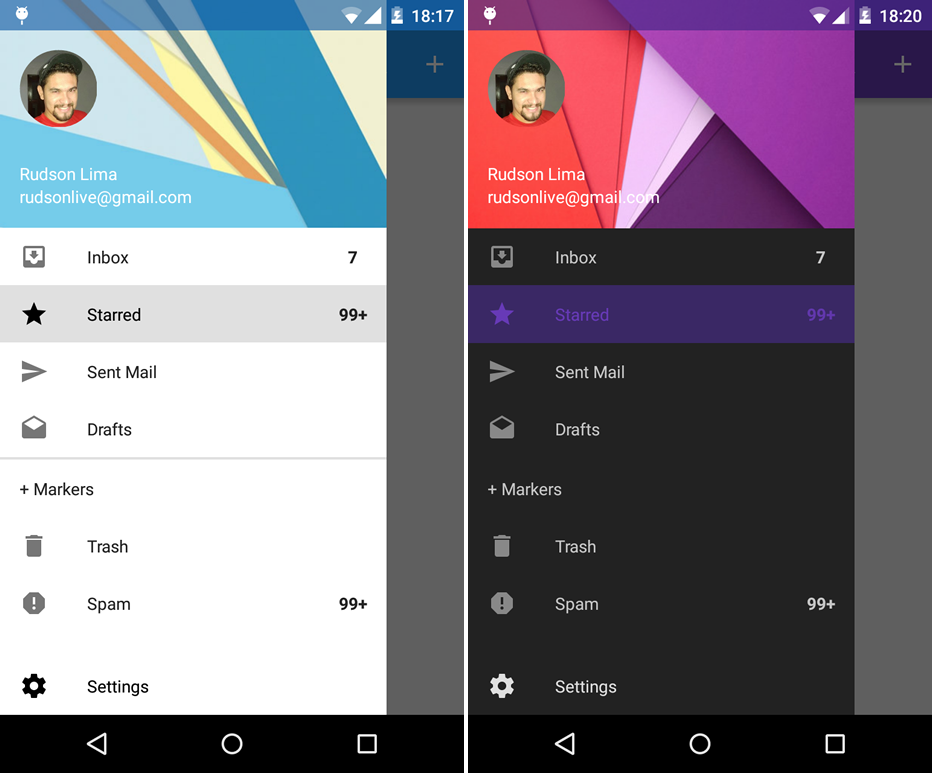 18:17
Rudson Lima
rudsonlive@gmail.com
Inbox 7
Starred 99+
Sent Mail
Drafts
+ Markers
Trash
Spam 99+
Settings
18:20
Rudson Lima
rudsonlive@gmail.com
Inbox 7
Starred 99+
Sent Mail
Drafts
+ Markers
Trash
Spam 99+
Settings